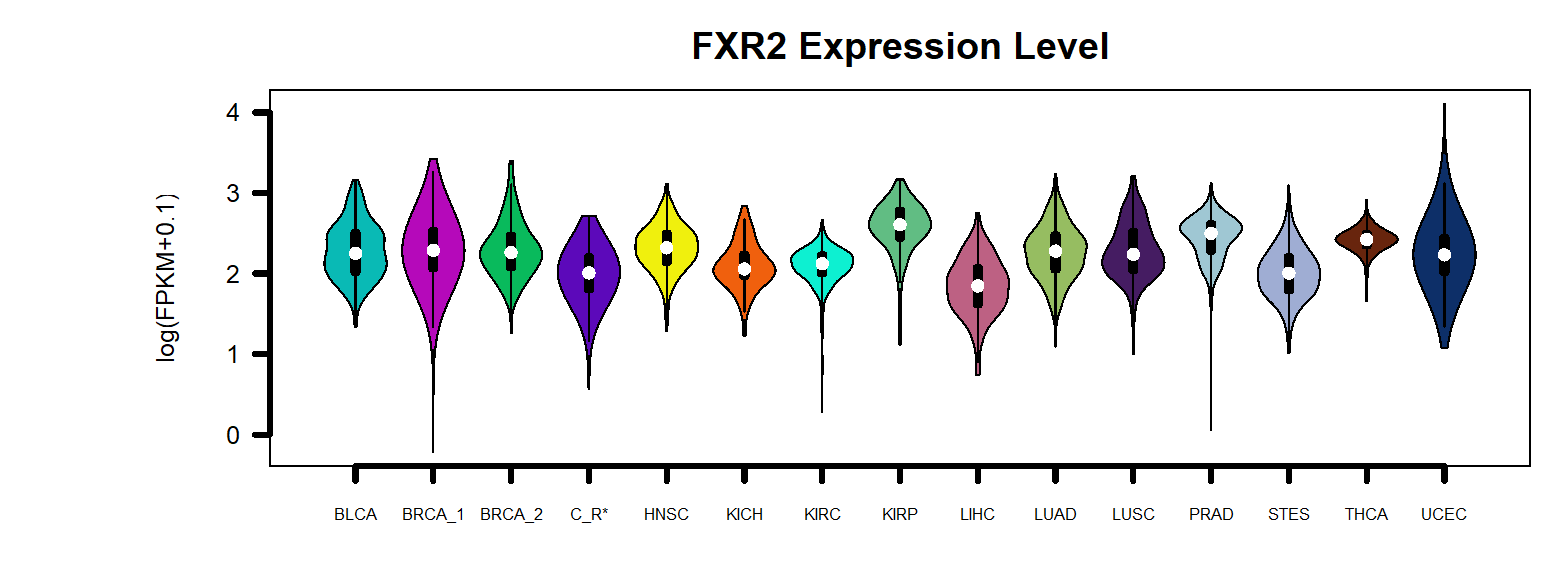 FXR2 Expression Level
log(FPKM+0.1)
4
3
2
1
0
BLCA BRCA_1 BRCA_2 C_R* HNSC KICH KIRC KIRP LIHC LUAD LUSC PRAD STES THCA UCEC